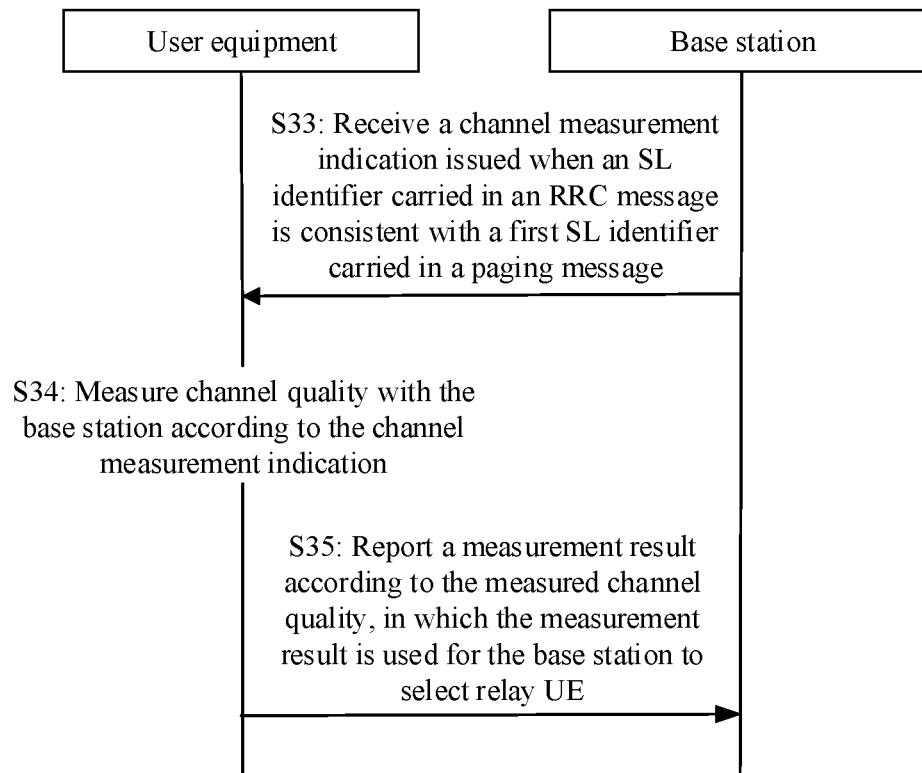 User equipment
Base station
S33: Receive a channel measurement
indication issued when an SL
identifier carried in an RRC message
is consistent with a first SL identifier
carried in a paging message
S34: Measure channel quality with the
base station according to the channel
measurement indication
S35: Report a measurement result
according to the measured channel
quality, in which the measurement
result is used for the base station to
select relay UE